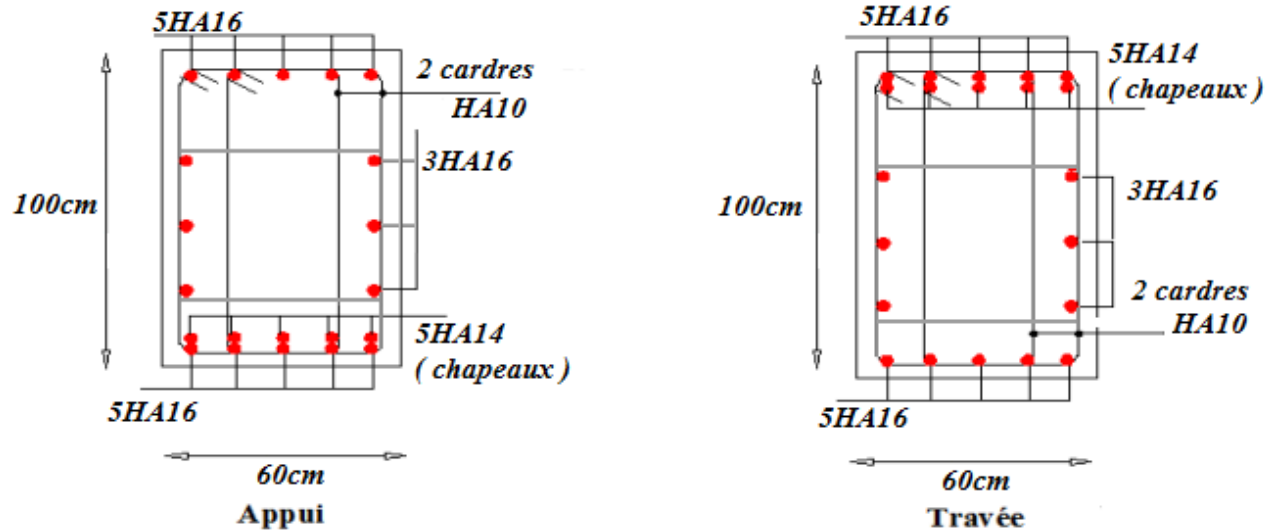 5HA16
2 cardres
HA10
3HA16
100cm
5HA14
( chapeaux )
5HA16
60cm
Appui
5HA16
5HA14
( chapeaux )
3HA16
100cm
2 cardres
HA10
5HA16
60cm
Travée